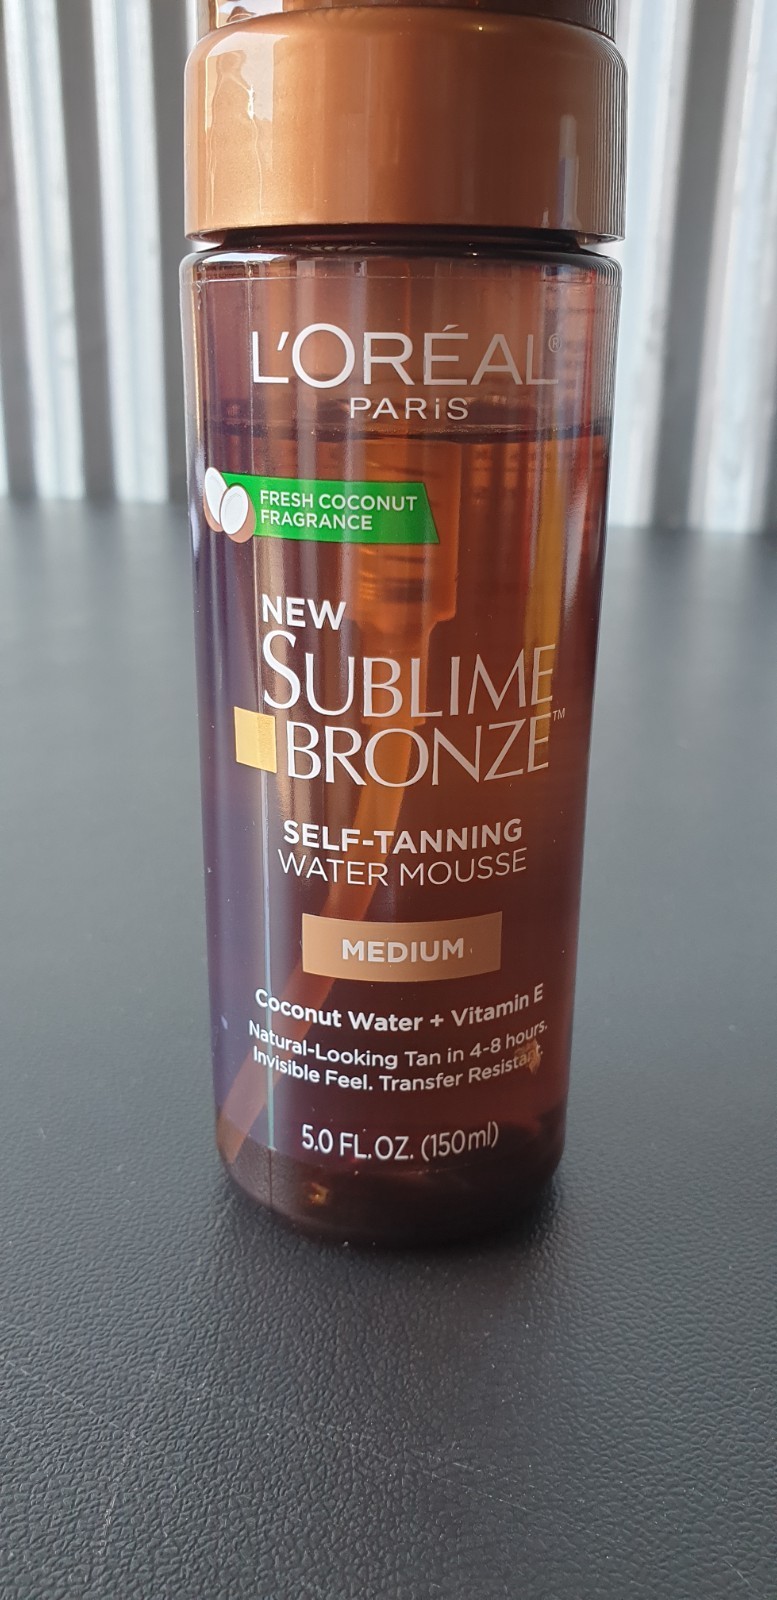 L'ORÉAL®
PARiS
FRESH COCONUT
FRAGRANCE
NEW
SUBLIME
BRONZE™
SELF-TANNING
WATER MOUSSE
MEDIUM
Coconut Water + Vitamin E
Natural-Looking Tan in 4-8 hours.
Invisible Feel. Transfer Resistant.
5.0 FL.OZ. (150ml)